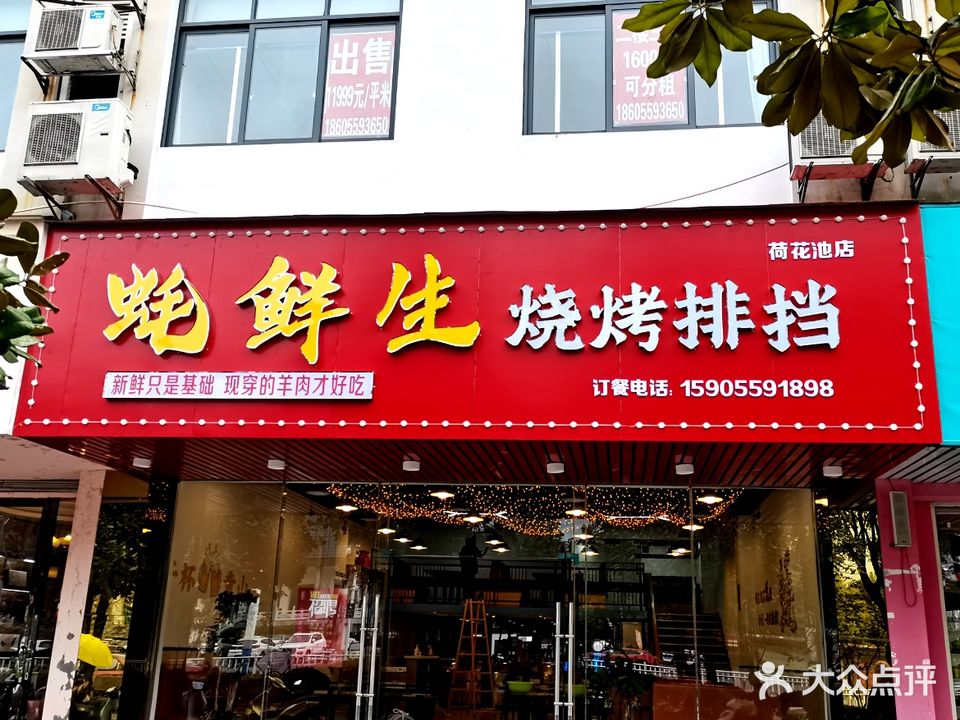 出售
11999元/平米
18605593650
可分租
18605593650
荷花池店
蚝鲜生
烧烤排挡
新鲜只是基础 现穿的羊肉才好吃
订餐电话：15905591898
大众点评